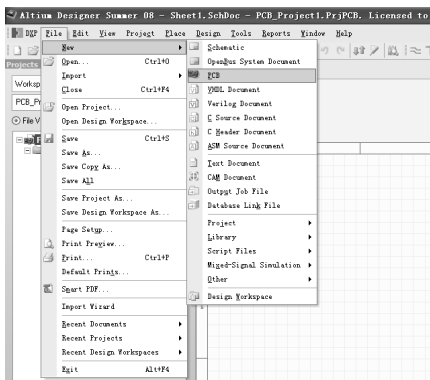 Altium Designer Summer 08 - Sheet1.SchDoc - PCB_Project1.PrjPCB. Licensed to
DXP File Edit View Project Place Design Tools Reports Window Help
Projects
Worksp
PCB_Pr
File V
New
Open... Ctrl+O
Import
Close Ctrl+F4
Open Project...
Open Design Workspace...
Save Ctrl+S
Save As...
Save Copy As...
Save All
Save Project As...
Save Design Workspace As...
Page Setup...
Print Preview...
Print... Ctrl+P
Default Prints...
Smart PDF...
Import Wizard
Recent Documents
Recent Projects
Recent Design Workspaces
Exit Alt+F4
Schematic
OpenBus System Document
PCB
VHDL Document
Verilog Document
C Source Document
C Header Document
ASM Source Document
Text Document
CAM Document
Output Job File
Database Link File
Project
Library
Script Files
Mixed-Signal Simulation
Other
Design Workspace